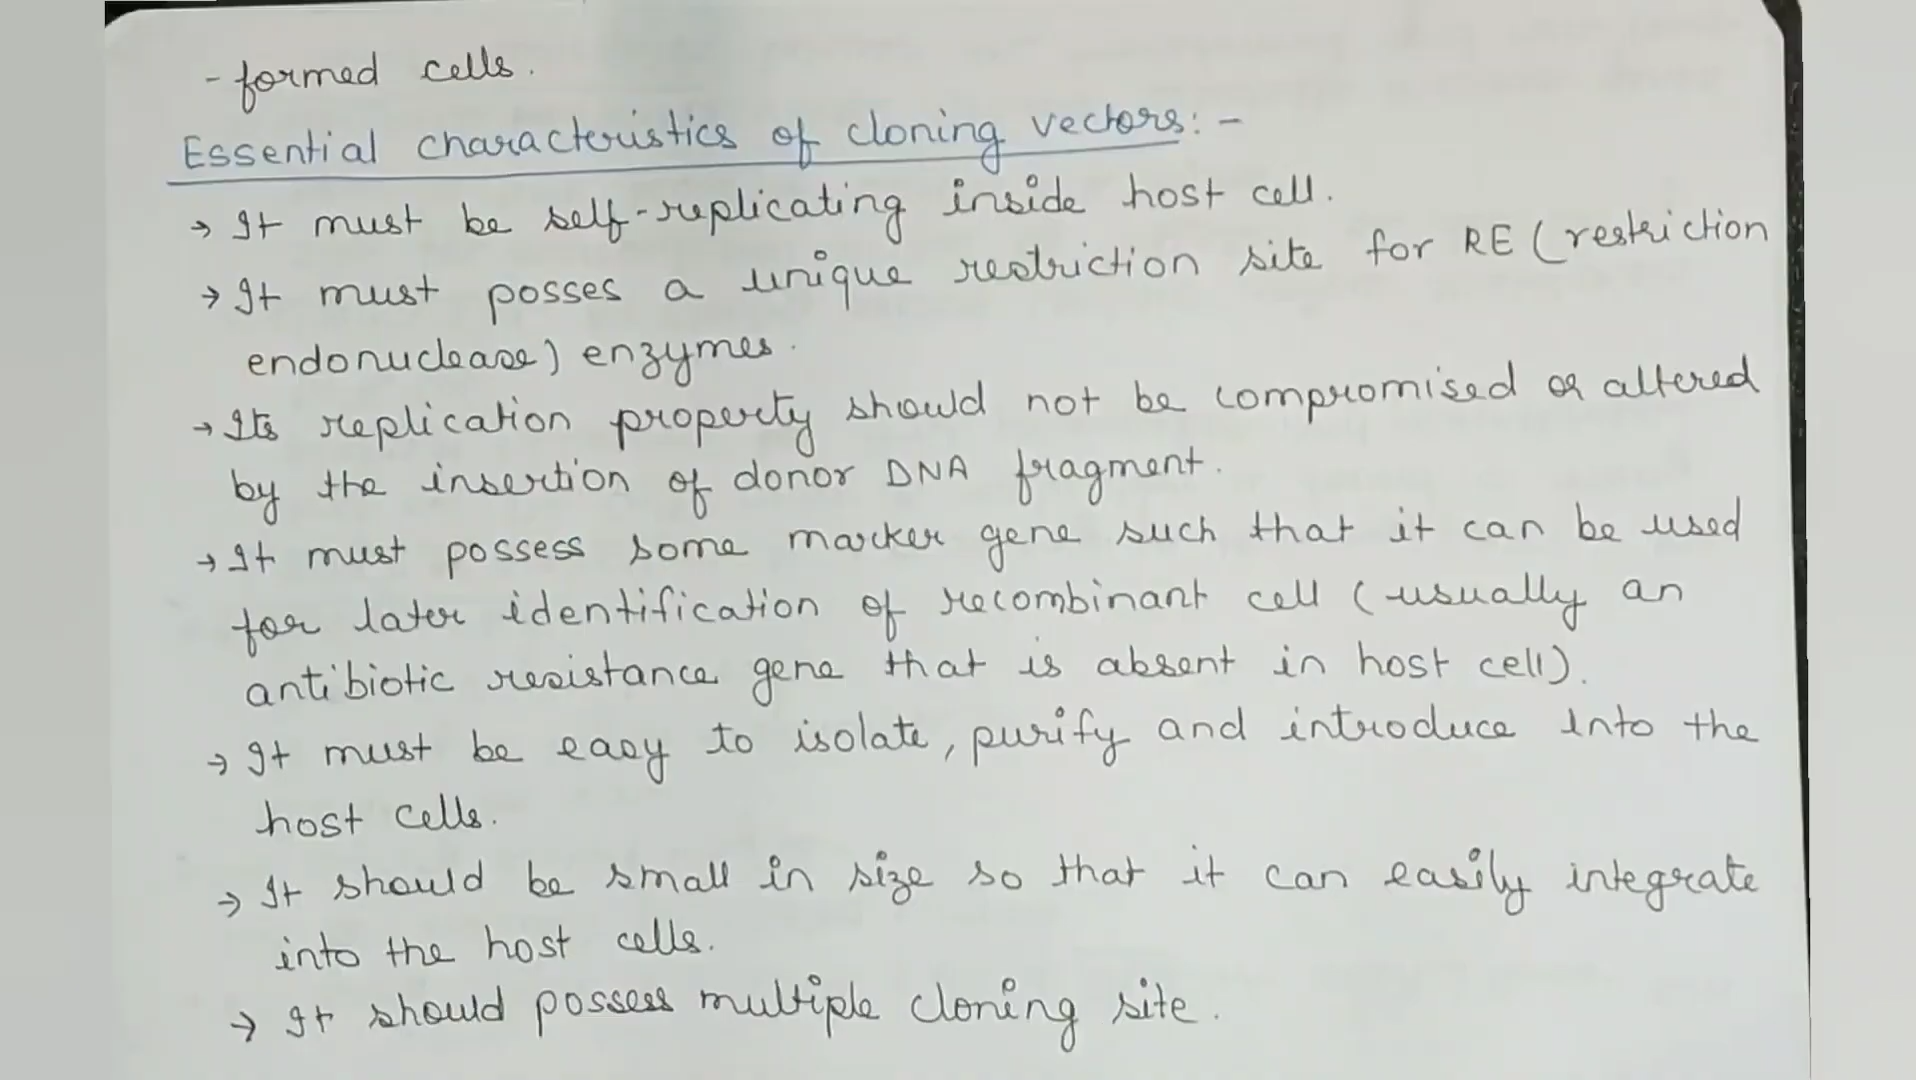 - formed cells.
Essential characteristics of cloning vectors: -
→ It must be self-replicating inside host cell.
→ It must posses a unique restriction site for RE (restriction
endonuclease) enzymes.
→ Its replication property should not be compromised or altered
by the insertion of donor DNA fragment.
→ It must possess some marker gene such that it can be used
for later identification of recombinant cell (usually an
antibiotic resistance gene that is absent in host cell).
→ It must be easy to isolate, purify and introduce into the
host cells.
→ It should be small in size so that it can easily integrate
into the host cells.
→ It should possess multiple cloning site.